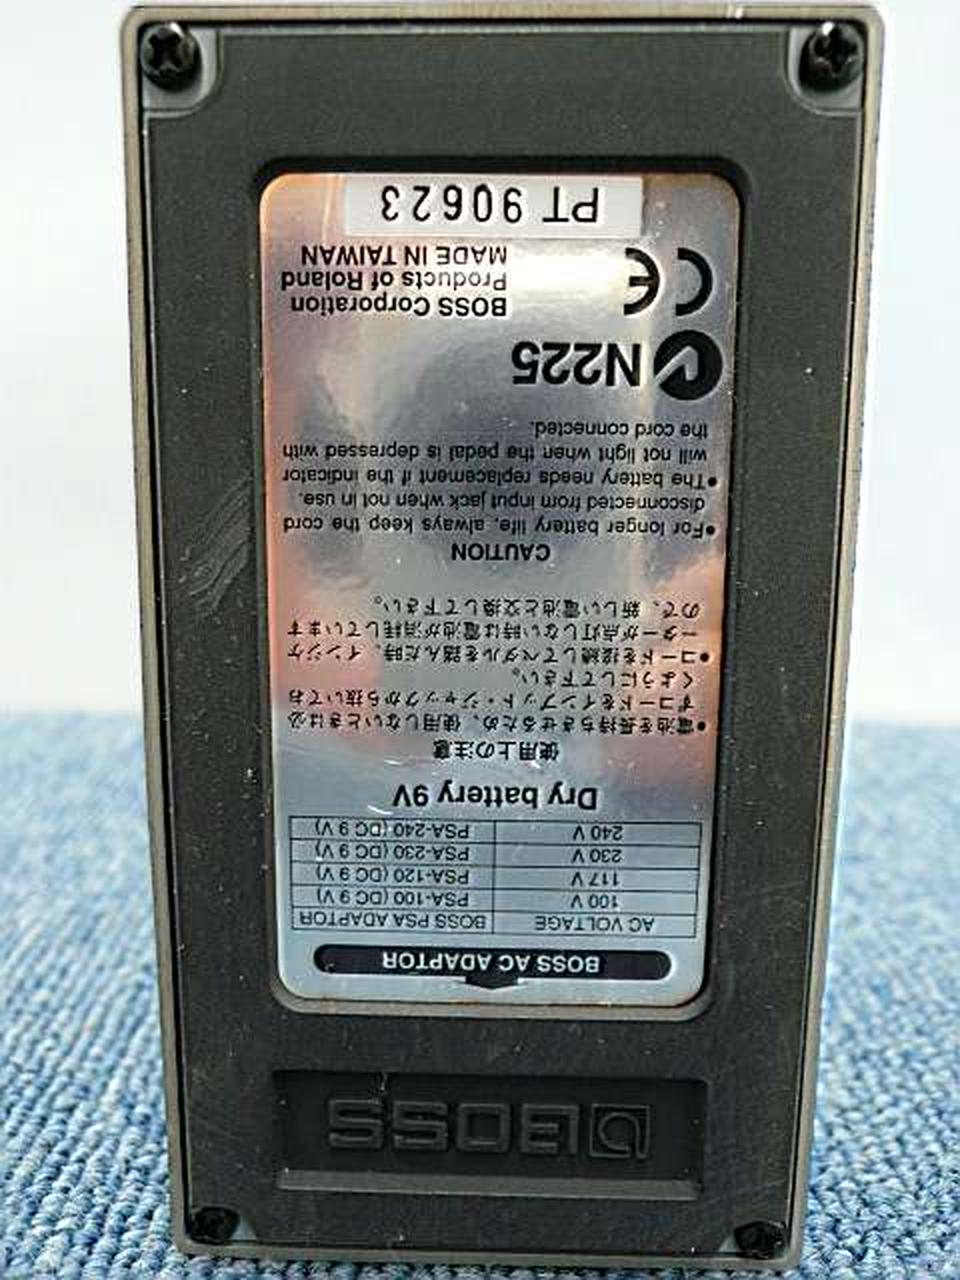 BOSS
BOSS AC ADAPTOR
AC VOLTAGE BOSS PSA ADAPTOR
100 V PSA-100 (DC 9 V)
117 V PSA-120 (DC 9 V)
230 V PSA-230 (DC 9 V)
240 V PSA-240 (DC 9 V)
Dry battery 9V
使用上の注意
●電池を長持ちさせるため、使用しないときは必
ずコードをインプット・ジャックから抜いてお
くようにして下さい。
●コードを接続してペダルを踏んだ時、インジケ
ーターが点灯しない時は電池が消耗しています
ので、新しい電池と交換して下さい。
CAUTION
●For longer battery life, always keep the cord
disconnected from input jack when not in use.
●The battery needs replacement if the indicator
will not light when the pedal is depressed with
the cord connected.
N225
CE BOSS Corporation
Products of Roland
MADE IN TAIWAN
PT 90623